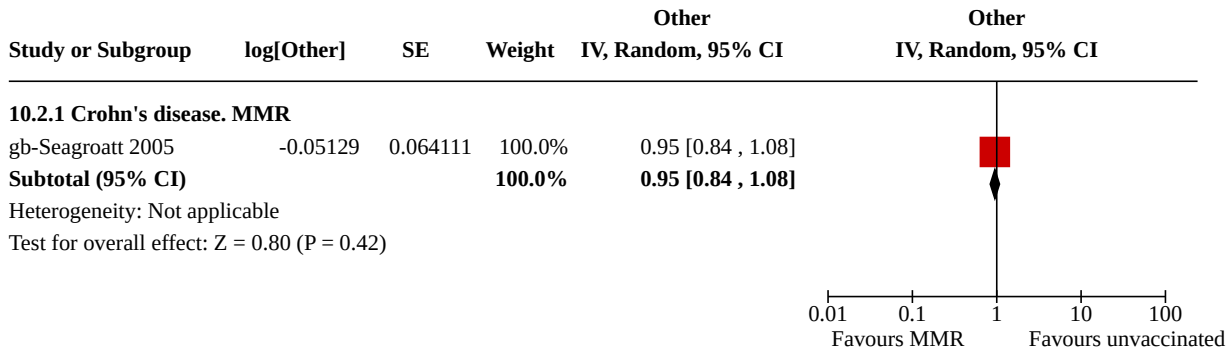 Other Other
Study or Subgroup log[Other] SE Weight IV, Random, 95% CI IV, Random, 95% CI
10.2.1 Crohn's disease. MMR
gb-Seagroatt 2005 -0.05129 0.064111 100.0% 0.95 [0.84 , 1.08]
Subtotal (95% CI) 100.0% 0.95 [0.84 , 1.08]
Heterogeneity: Not applicable
Test for overall effect: Z = 0.80 (P = 0.42)
0.01 0.1 1 10 100
Favours MMR Favours unvaccinated